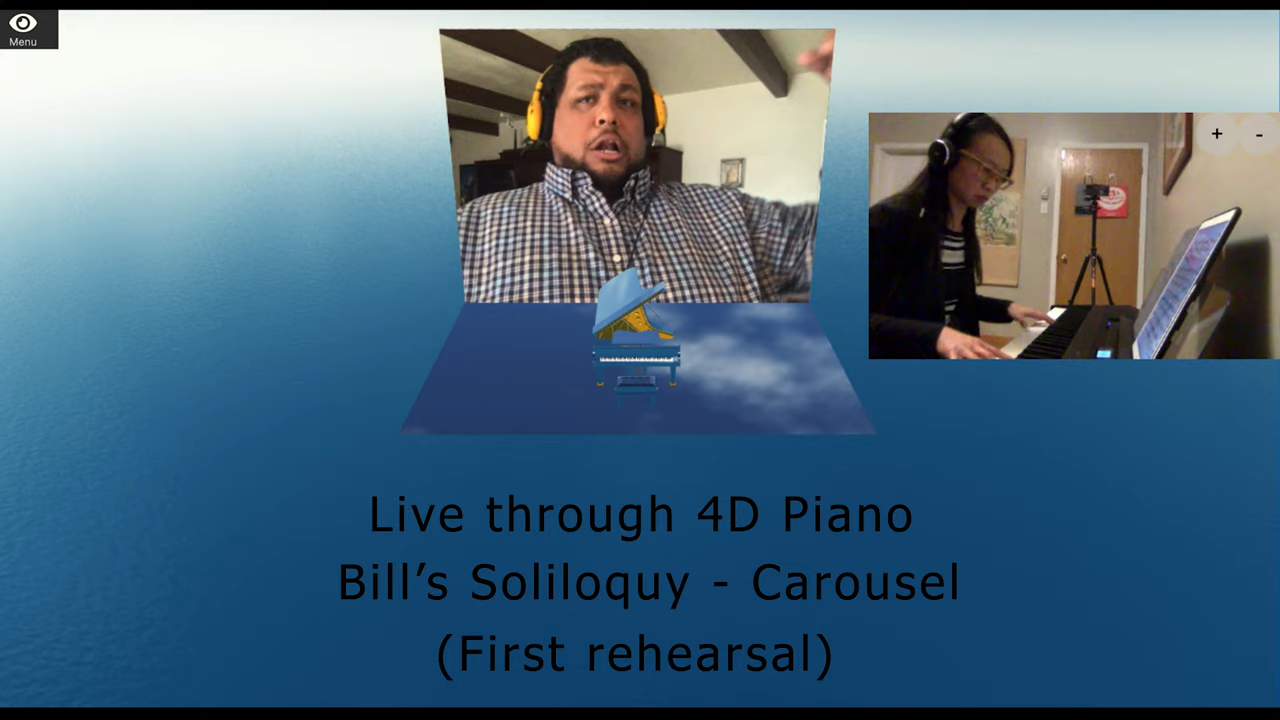 Menu
+ -
Live through 4D Piano
Bill’s Soliloquy - Carousel
(First rehearsal)